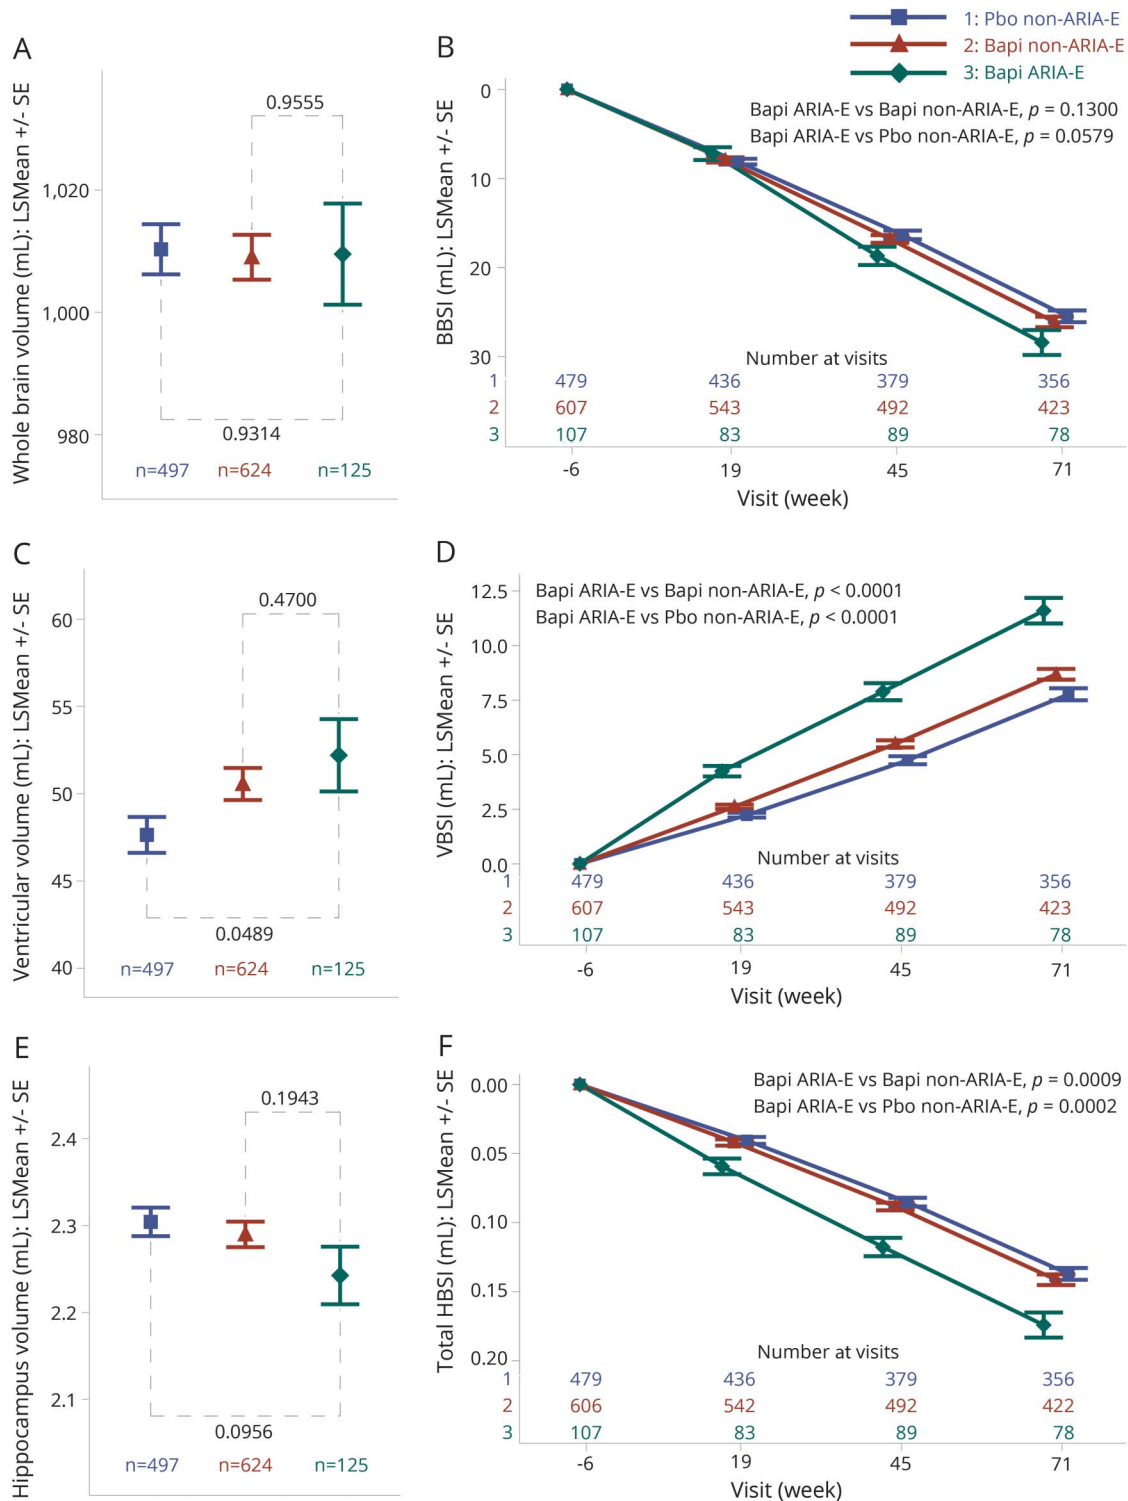 1: Pbo non-ARIA-E
2: Bapi non-ARIA-E
3: Bapi ARIA-E
A
Whole brain volume (mL): LSMean +/- SE
1,020
1,000
980
0.9555
0.9314
n=497 n=624 n=125
B
BBSI (mL): LSMean +/- SE
Bapi ARIA-E vs Bapi non-ARIA-E, p = 0.1300
Bapi ARIA-E vs Pbo non-ARIA-E, p = 0.0579
0
10
20
30
Number at visits
1 479 436 379 356
2 607 543 492 423
3 107 83 89 78
-6 19 45 71
Visit (week)
C
Ventricular volume (mL): LSMean +/- SE
60
55
50
45
40
0.4700
0.0489
n=497 n=624 n=125
D
VBSI (mL): LSMean +/- SE
Bapi ARIA-E vs Bapi non-ARIA-E, p < 0.0001
Bapi ARIA-E vs Pbo non-ARIA-E, p < 0.0001
12.5
10.0
7.5
5.0
2.5
0.0
Number at visits
1 479 436 379 356
2 607 543 492 423
3 107 83 89 78
-6 19 45 71
Visit (week)
E
Hippocampus volume (mL): LSMean +/- SE
2.4
2.3
2.2
2.1
0.1943
0.0956
n=497 n=624 n=125
F
Total HBSI (mL): LSMean +/- SE
Bapi ARIA-E vs Bapi non-ARIA-E, p = 0.0009
Bapi ARIA-E vs Pbo non-ARIA-E, p = 0.0002
0.00
0.05
0.10
0.15
0.20
Number at visits
1 479 436 379 356
2 606 542 492 422
3 107 83 89 78
-6 19 45 71
Visit (week)